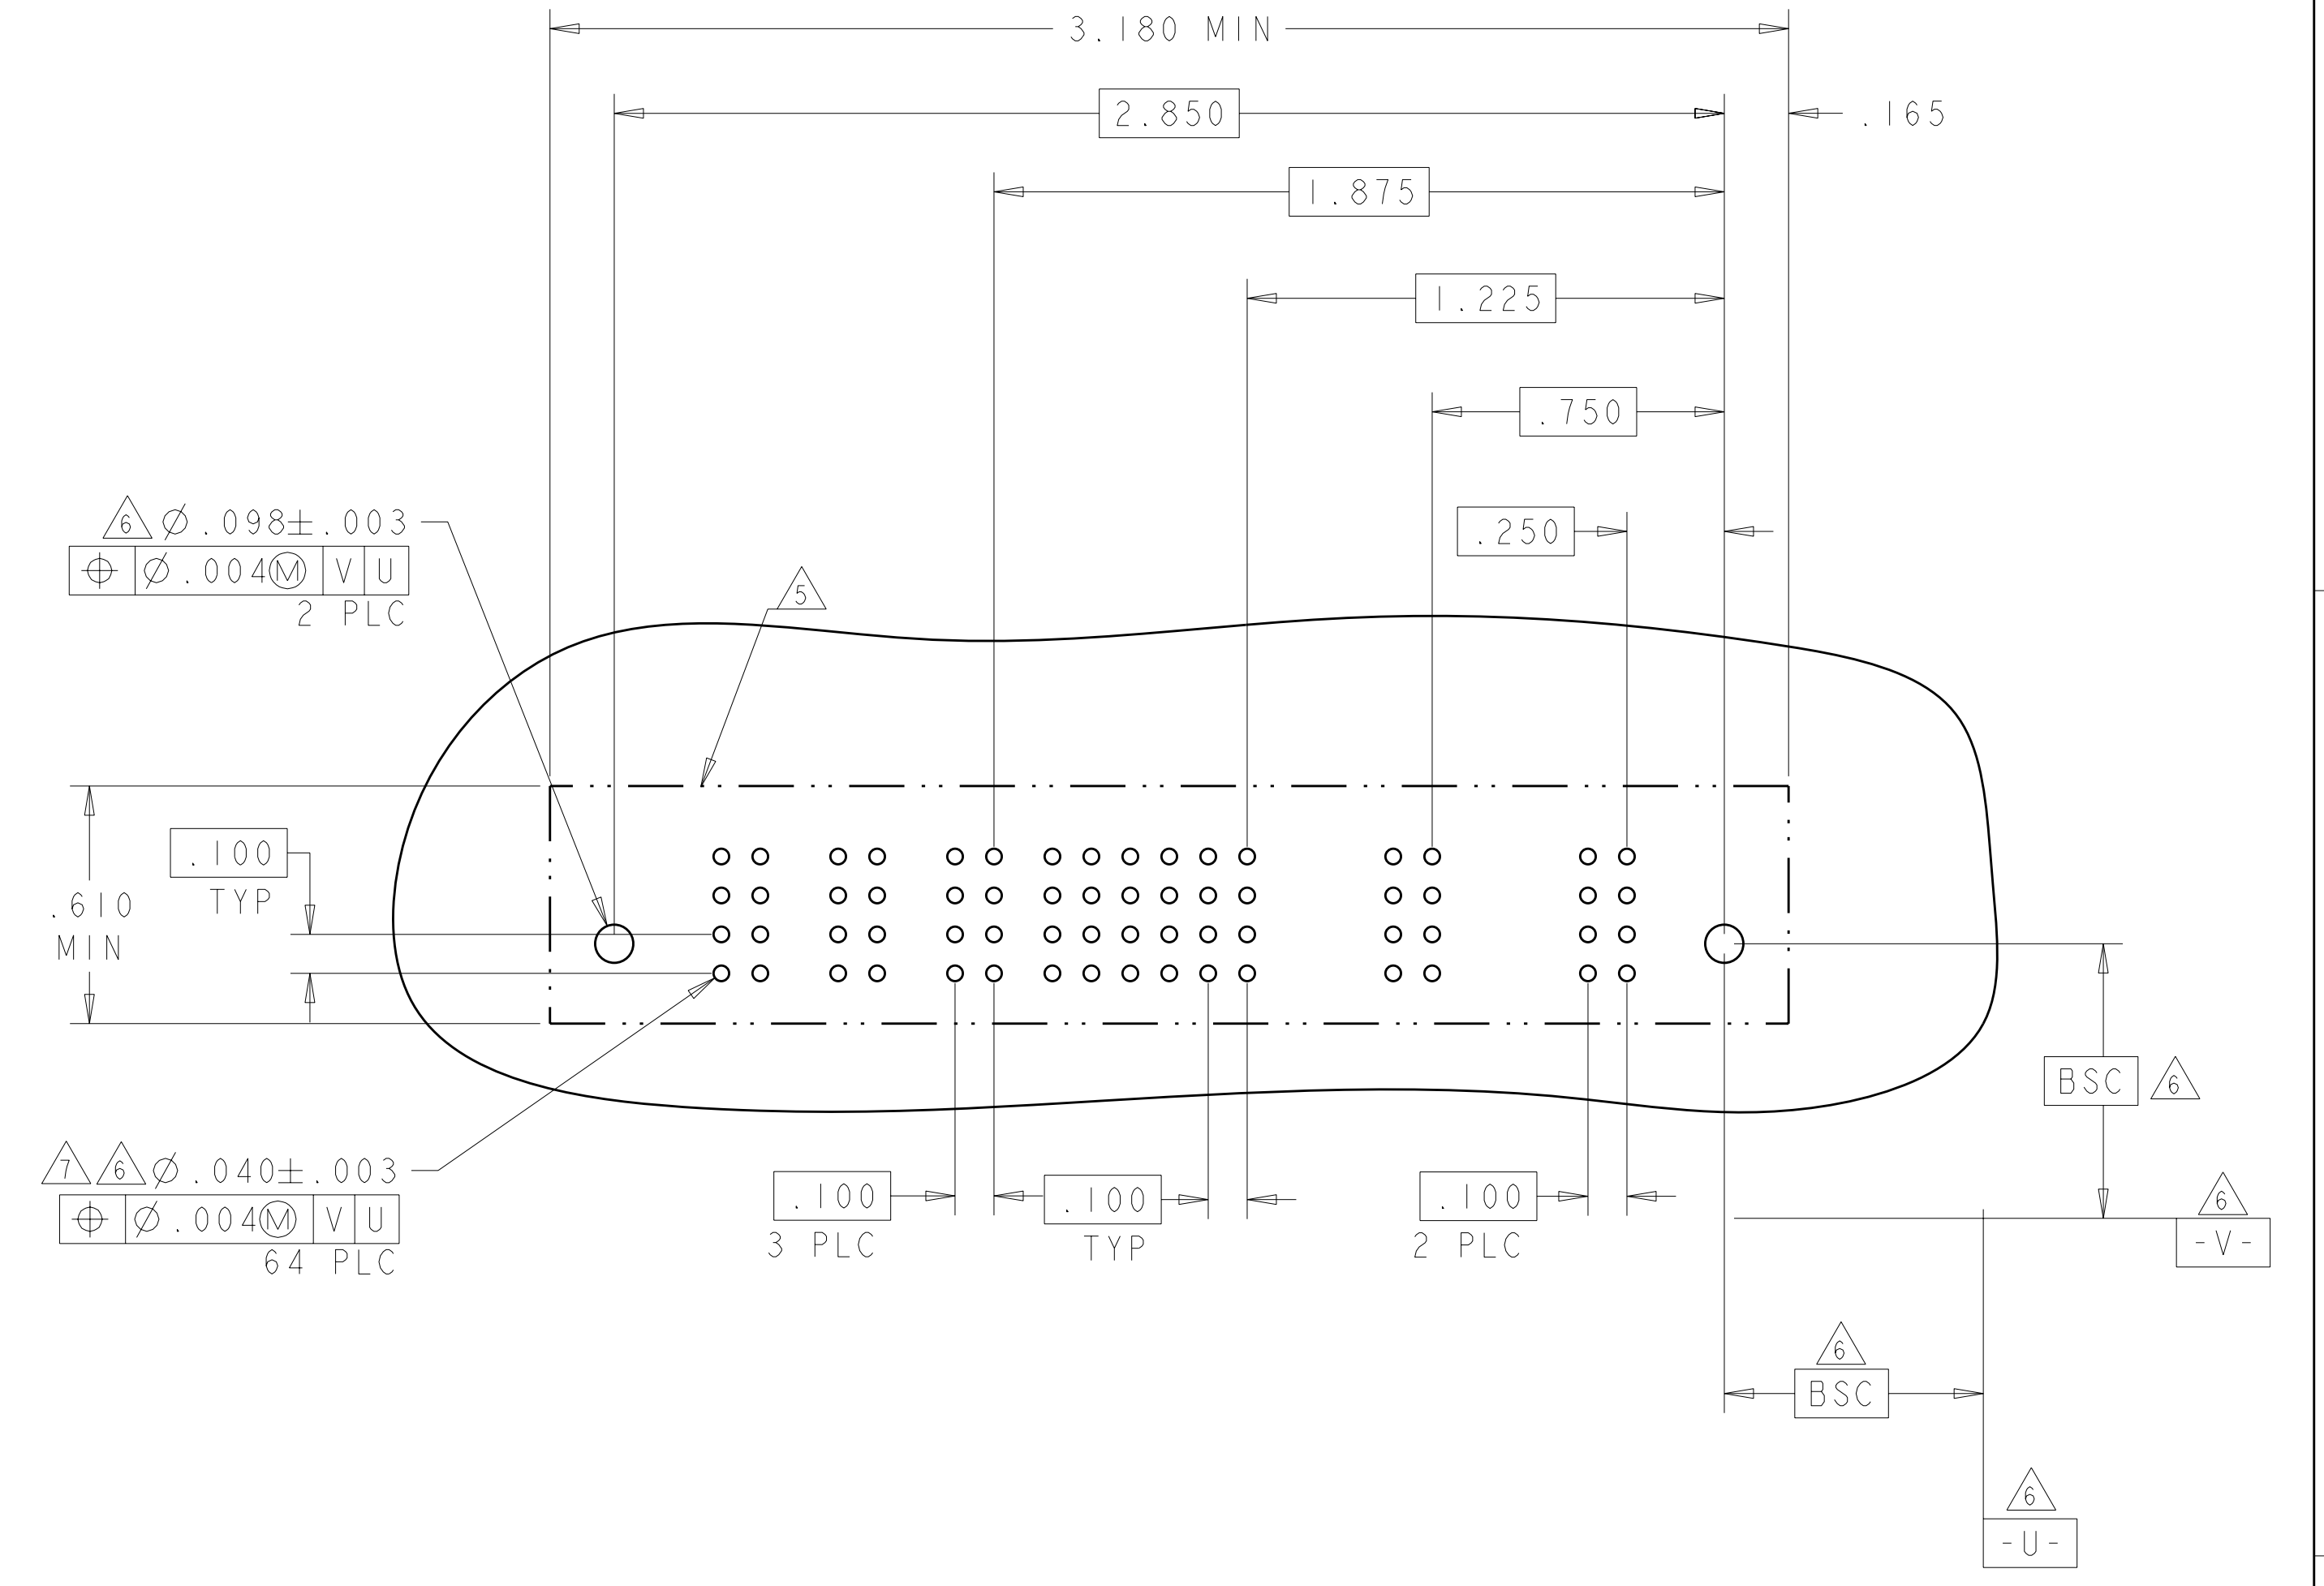 3.180 MIN
2.850
.165
1.875
1.225
.750
.250
6 Ø.098±.003
⌖ Ø.004Ⓜ V U
2 PLC
5
.100
TYP
.610
MIN
BSC 6
7 6 Ø.040±.003
⌖ Ø.004Ⓜ V U
64 PLC
.100
3 PLC
.100
TYP
.100
2 PLC
6
-V-
6
BSC
6
-U-